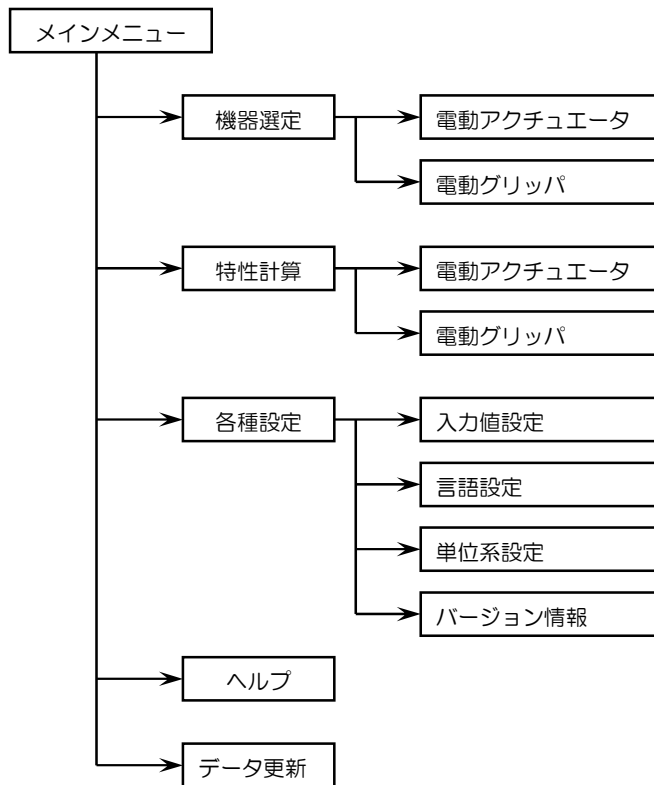 メインメニュー
機器選定
電動アクチュエータ
電動グリッパ
特性計算
電動アクチュエータ
電動グリッパ
各種設定
入力値設定
言語設定
単位系設定
バージョン情報
ヘルプ
データ更新